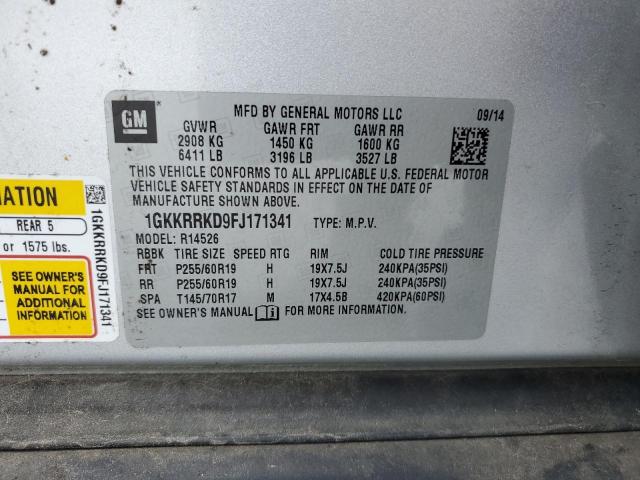 GM
MFD BY GENERAL MOTORS LLC 09/14
GVWR GAWR FRT GAWR RR
2908 KG 1450 KG 1600 KG
6411 LB 3196 LB 3527 LB
THIS VEHICLE CONFORMS TO ALL APPLICABLE U.S. FEDERAL MOTOR
VEHICLE SAFETY STANDARDS IN EFFECT ON THE DATE OF
MANUFACTURE SHOWN ABOVE.
1GKKRRKD9FJ171341 TYPE: M.P.V.
MODEL: R14526
RBBK TIRE SIZE SPEED RTG RIM COLD TIRE PRESSURE
FRT P255/60R19 H 19X7.5J 240KPA(35PSI)
RR P255/60R19 H 19X7.5J 240KPA(35PSI)
SPA T145/70R17 M 17X4.5B 420KPA(60PSI)
SEE OWNER'S MANUAL i FOR MORE INFORMATION.
MATION
REAR 5
or 1575 lbs.
SEE OWNER'S
MANUAL FOR
ADDITIONAL
INFORMATION
1GKKRRKD9FJ171341